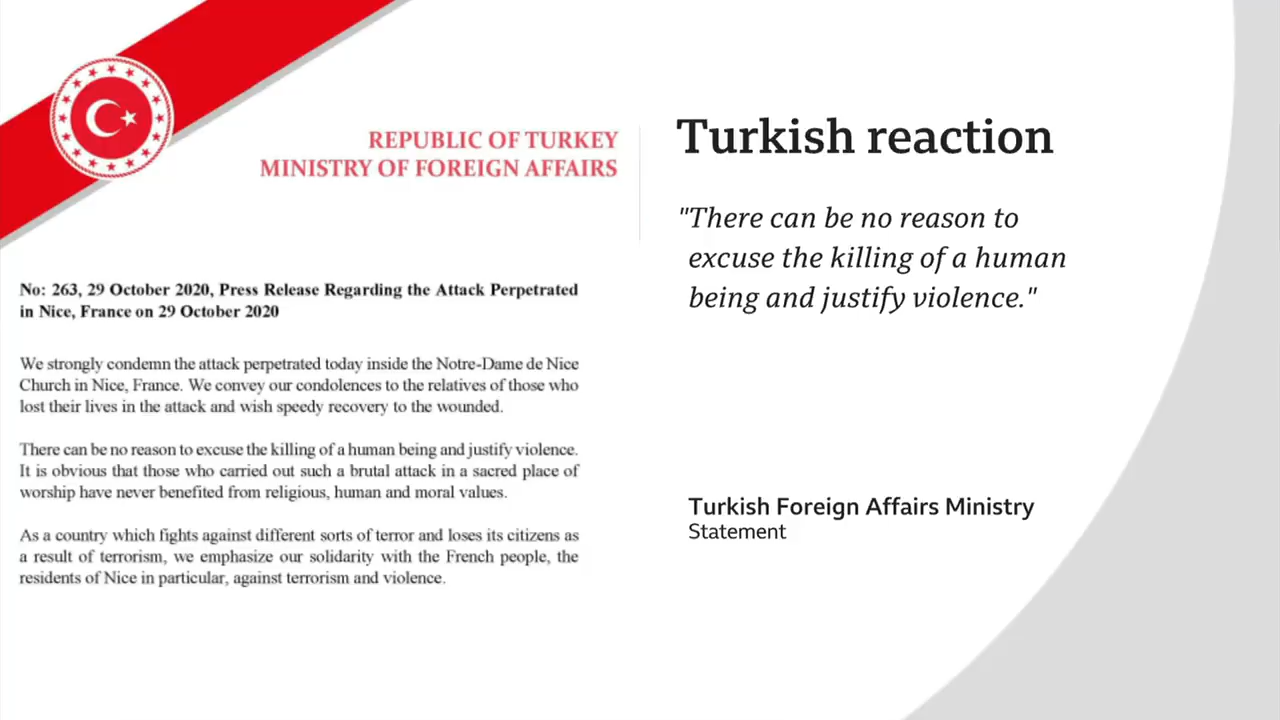 REPUBLIC OF TURKEY
MINISTRY OF FOREIGN AFFAIRS
No: 263, 29 October 2020, Press Release Regarding the Attack Perpetrated
in Nice, France on 29 October 2020
We strongly condemn the attack perpetrated today inside the Notre-Dame de Nice
Church in Nice, France. We convey our condolences to the relatives of those who
lost their lives in the attack and wish speedy recovery to the wounded.
There can be no reason to excuse the killing of a human being and justify violence.
It is obvious that those who carried out such a brutal attack in a sacred place of
worship have never benefited from religious, human and moral values.
As a country which fights against different sorts of terror and loses its citizens as
a result of terrorism, we emphasize our solidarity with the French people, the
residents of Nice in particular, against terrorism and violence.
Turkish reaction
"There can be no reason to
excuse the killing of a human
being and justify violence."
Turkish Foreign Affairs Ministry
Statement